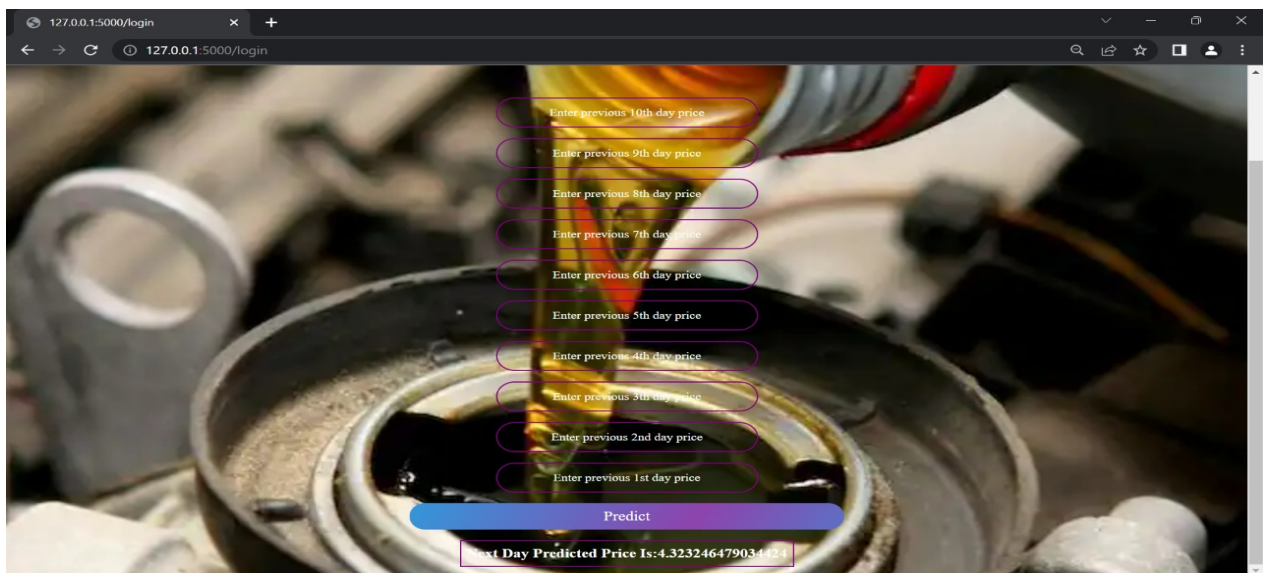 127.0.0.1:5000/login
127.0.0.1:5000/login
Enter previous 10th day price
Enter previous 9th day price
Enter previous 8th day price
Enter previous 7th day price
Enter previous 6th day price
Enter previous 5th day price
Enter previous 4th day price
Enter previous 3th day price
Enter previous 2nd day price
Enter previous 1st day price
Predict
Next Day Predicted Price Is:4.323246479034424